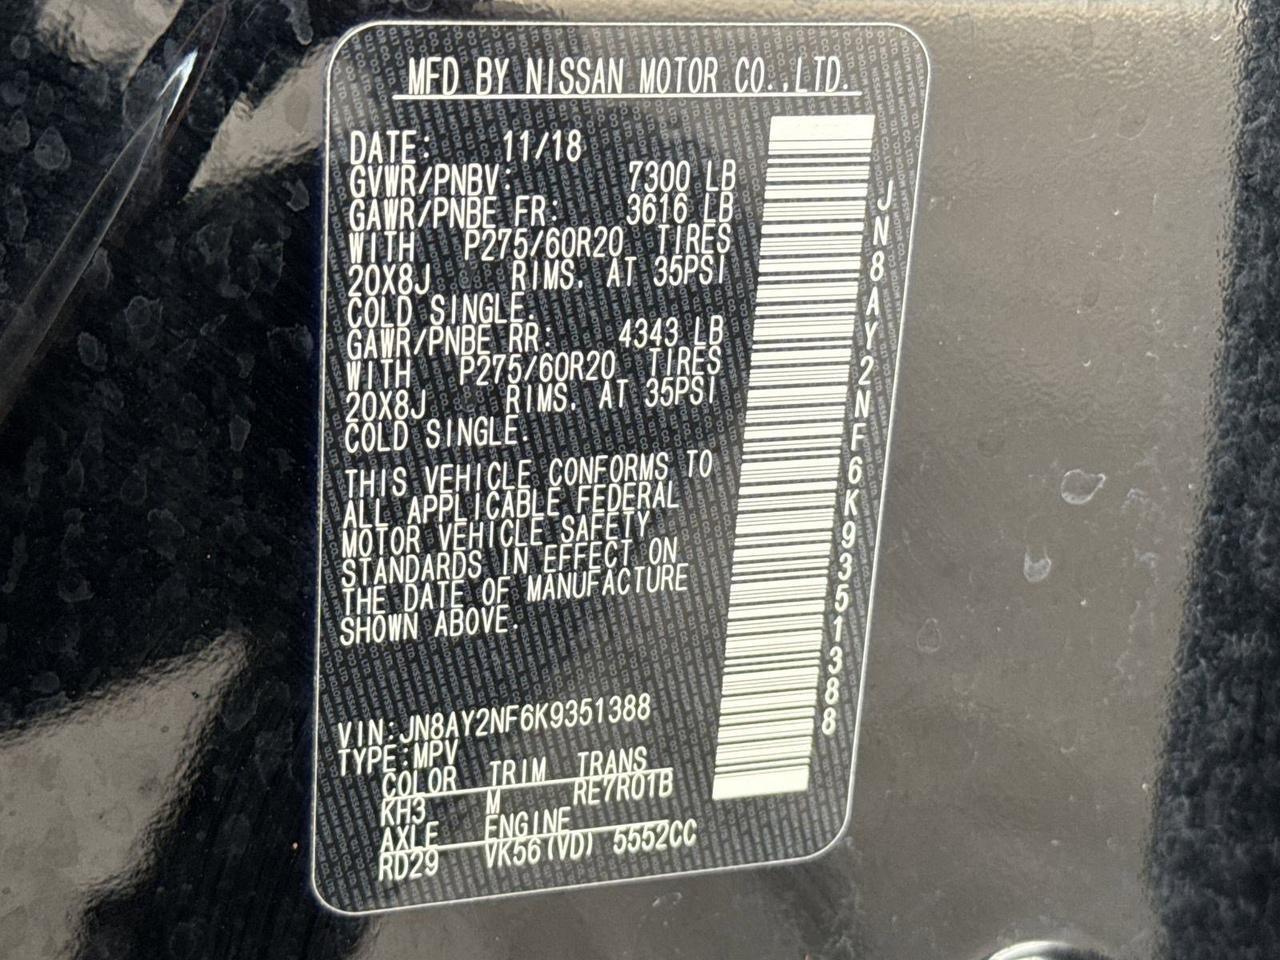 MFD BY NISSAN MOTOR CO.,LTD.
DATE: 11/18
GVWR/PNBV: 7300 LB
GAWR/PNBE FR: 3616 LB
WITH P275/60R20 TIRES
20X8J RIMS. AT 35PSI
COLD SINGLE.
GAWR/PNBE RR: 4343 LB
WITH P275/60R20 TIRES
20X8J RIMS. AT 35PSI
COLD SINGLE.
THIS VEHICLE CONFORMS TO
ALL APPLICABLE FEDERAL
MOTOR VEHICLE SAFETY
STANDARDS IN EFFECT ON
THE DATE OF MANUFACTURE
SHOWN ABOVE.
VIN:JN8AY2NF6K9351388
TYPE:MPV
COLOR TRIM TRANS
KH3 M RE7R01B
AXLE ENGINE
RD29 VK56(VD) 5552CC
JN8AY2NF6K9351388